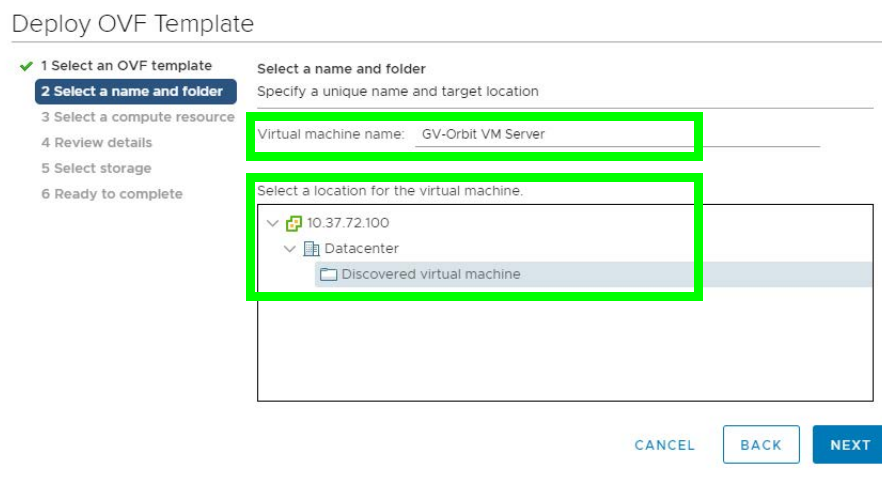 Deploy OVF Template
1 Select an OVF template
2 Select a name and folder
3 Select a compute resource
4 Review details
5 Select storage
6 Ready to complete
Select a name and folder
Specify a unique name and target location
Virtual machine name: GV-Orbit VM Server
Select a location for the virtual machine.
10.37.72.100
Datacenter
Discovered virtual machine
CANCEL BACK NEXT